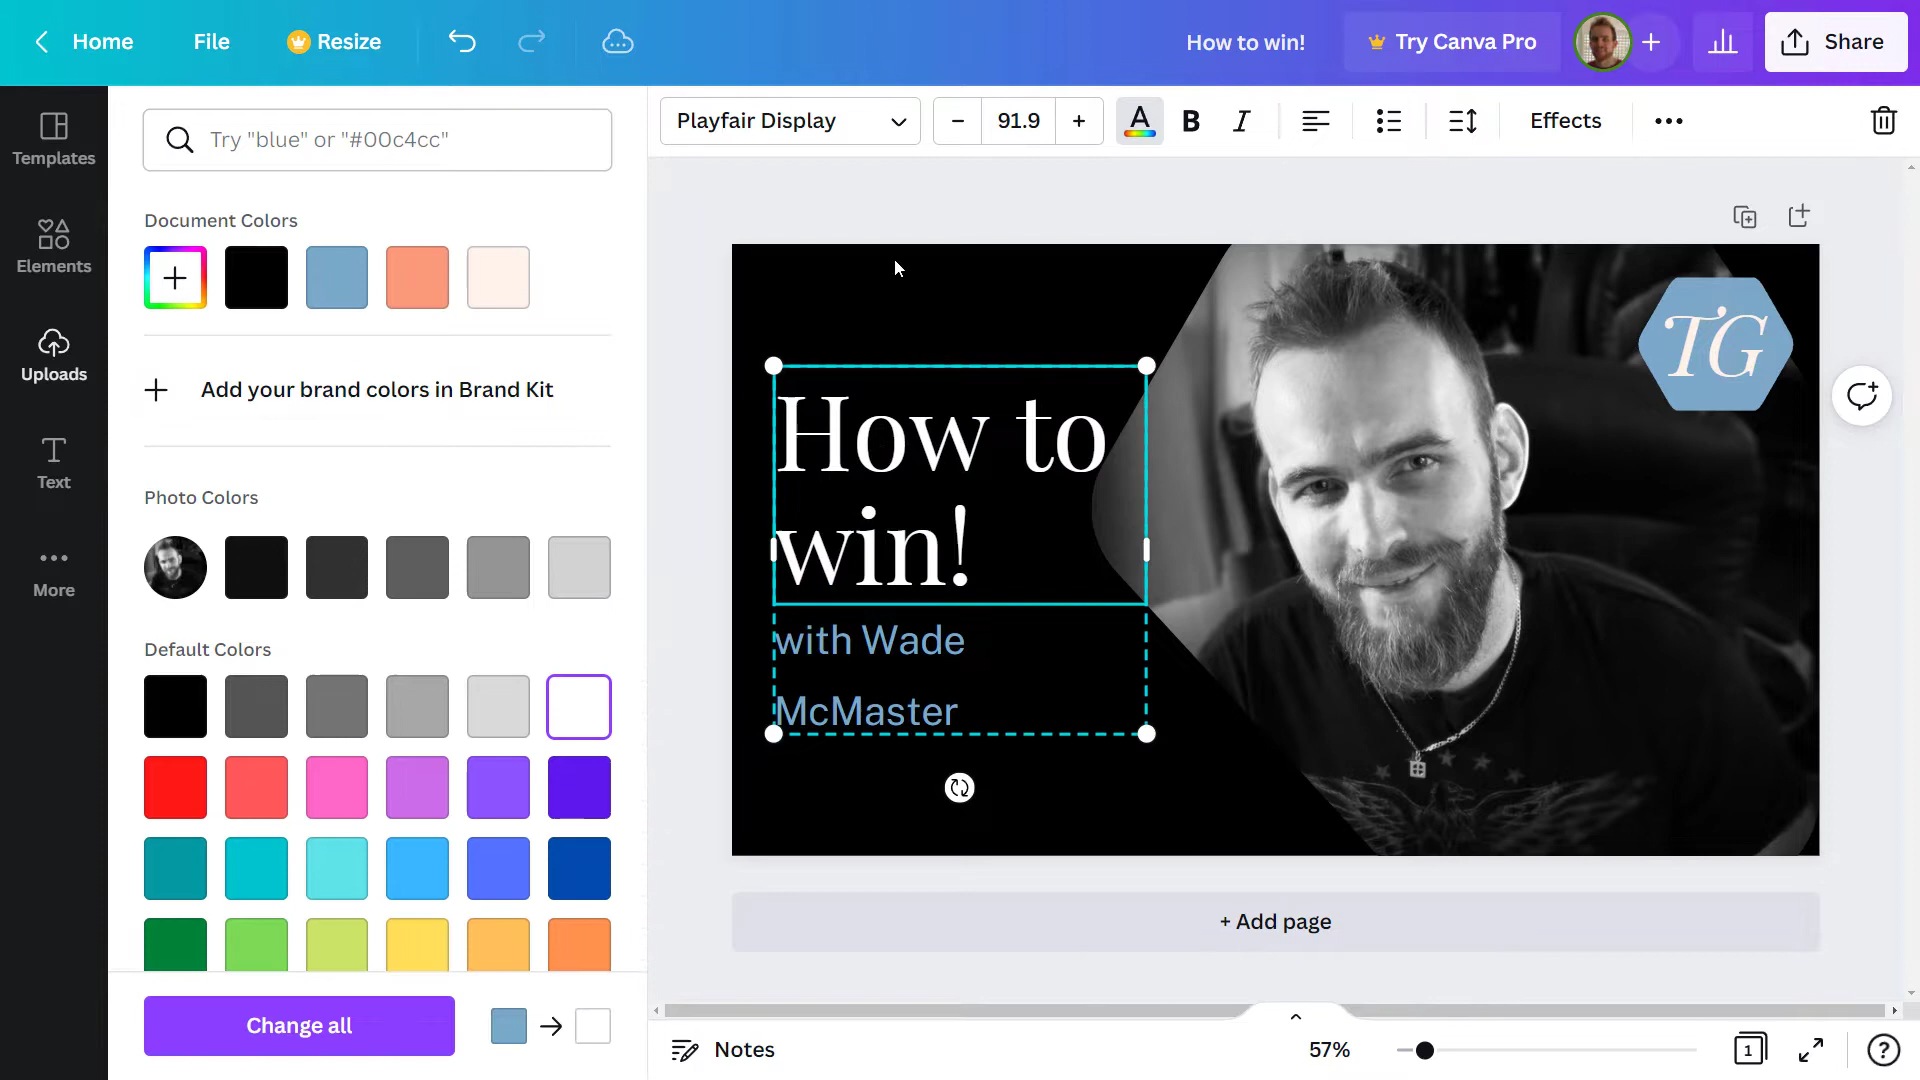 Home
File
Resize
How to win!
Try Canva Pro
Share
Templates
Elements
Uploads
Text
More
Try "blue" or "#00c4cc"
Document Colors
Add your brand colors in Brand Kit
Photo Colors
Default Colors
Change all
Playfair Display
91.9
A
B
I
Effects
How to
win!
with Wade
McMaster
TG
+ Add page
Notes
57%
1
?